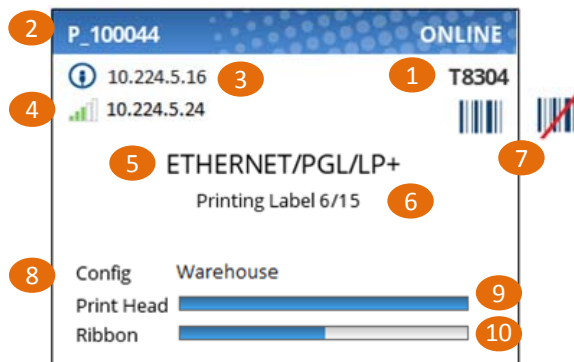 2 P_100044 ONLINE
10.224.5.16 3 1 T8304
4 10.224.5.24
7
5 ETHERNET/PGL/LP+
Printing Label 6/15 6
8 Config Warehouse
Print Head 9
Ribbon 10